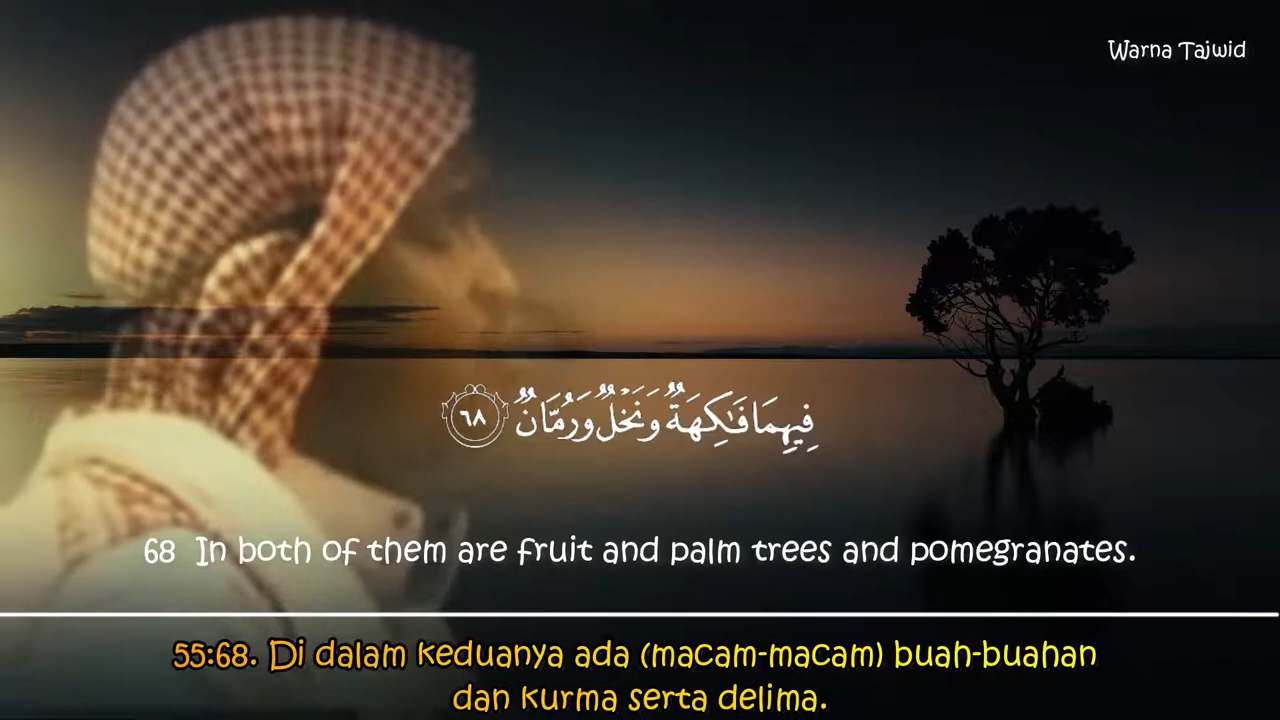 Warna Tajwid
فِيهِمَا فَـٰكِهَةٌ وَنَخْلٌ وَرُمَّانٌ ٦٨
68 In both of them are fruit and palm trees and pomegranates.
55:68. Di dalam keduanya ada (macam-macam) buah-buahan
dan kurma serta delima.